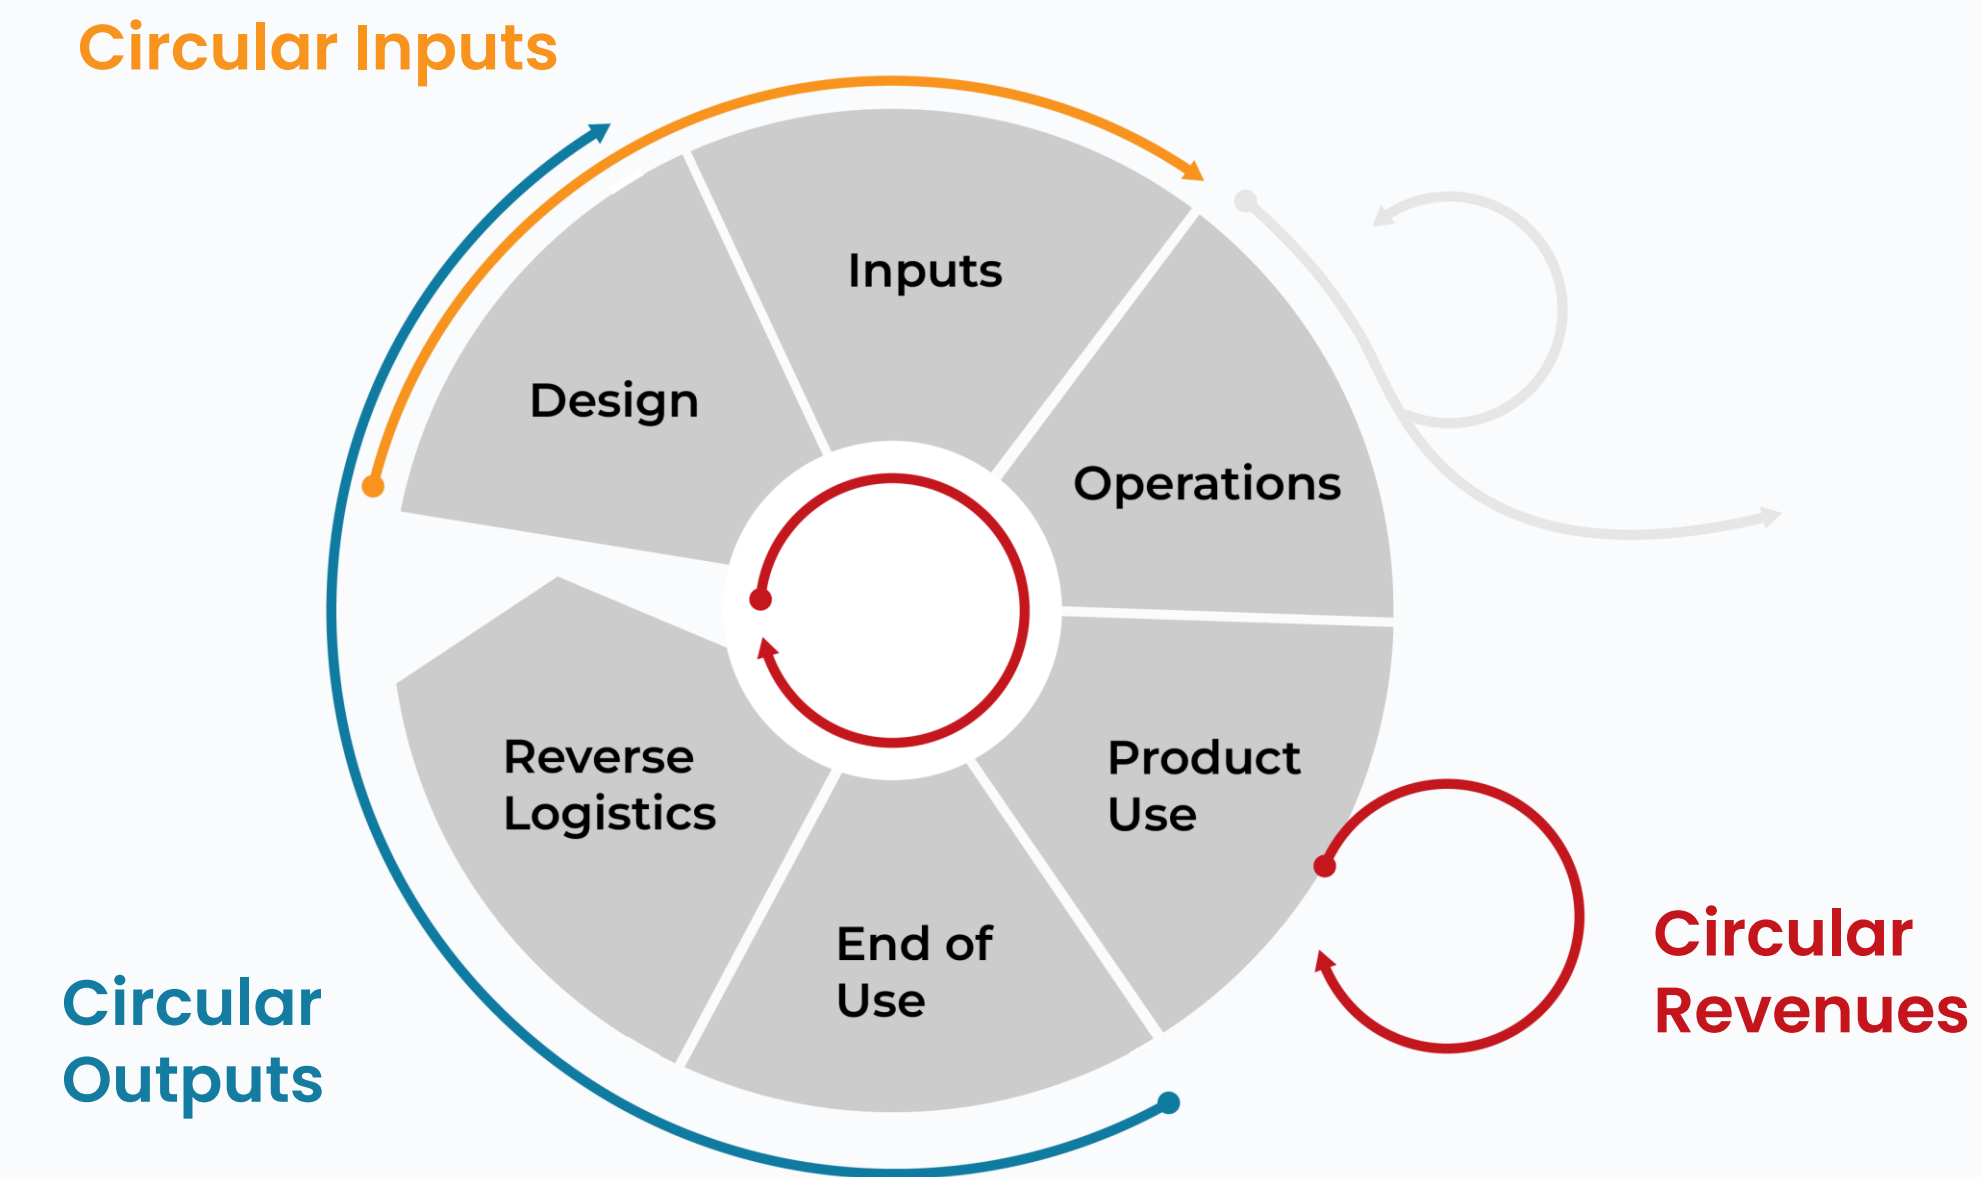 Circular Inputs
Inputs
Design
Operations
Product
Use
Reverse
Logistics
End of
Use
Circular
Revenues
Circular
Outputs